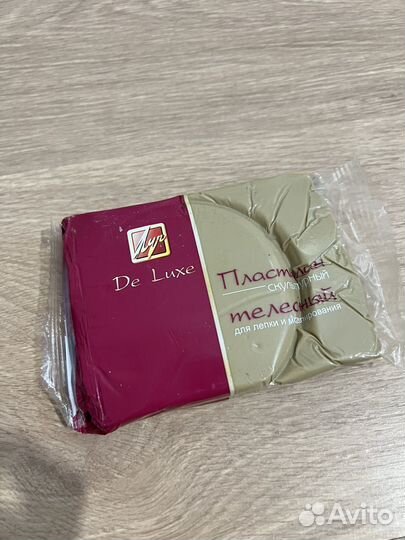 Луч
De Luxe
Пластилин
скульптурный
телесный
для лепки и моделирования
Avito